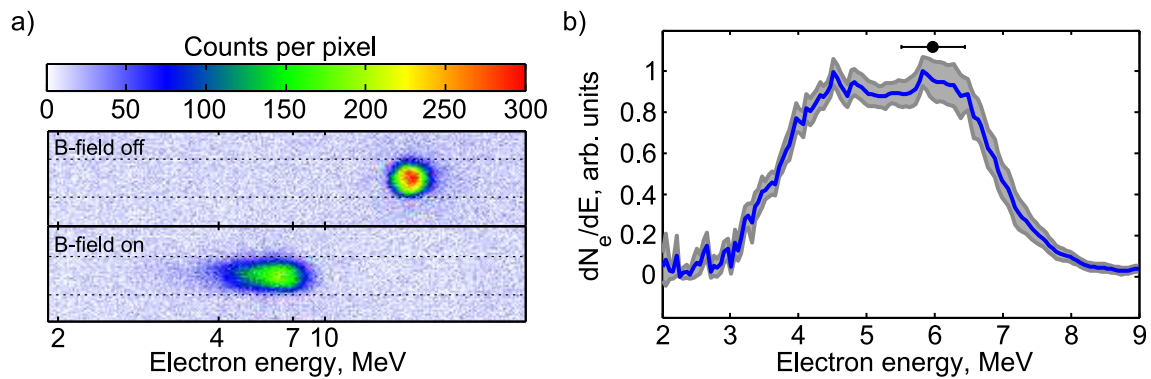 a)
Counts per pixel
0 50 100 150 200 250 300
B-field off
B-field on
2 4 7 10
Electron energy, MeV
b)
dNe/dE, arb. units
1
0.8
0.6
0.4
0.2
0
2 3 4 5 6 7 8 9
Electron energy, MeV